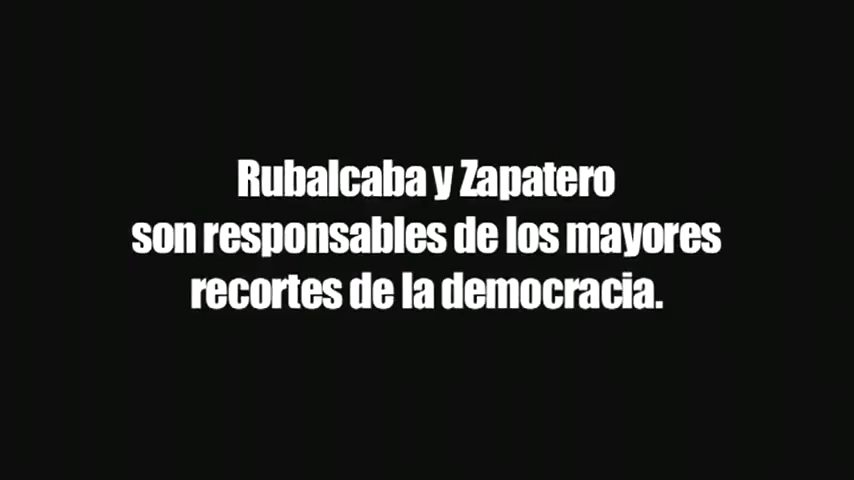 Rubalcaba y Zapatero
son responsables de los mayores
recortes de la democracia.